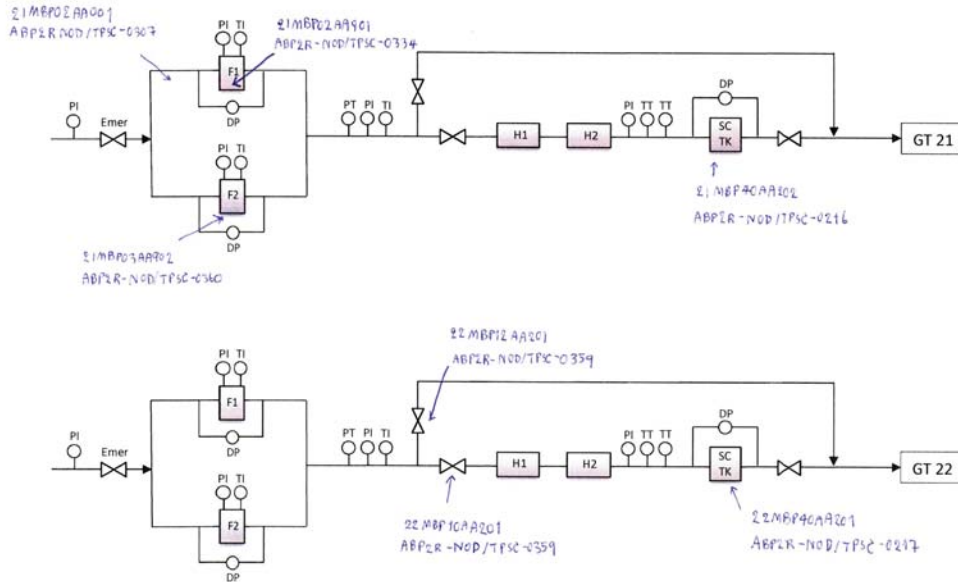 21MBP02AA001
ABP2R NOD/TPSC-0307
PI TI
21MBP02AA901
ABP2R-NOD/TPSC-0334
F1
DP
PI
Emer
PT PI TI
H1
H2
PI TT TT
DP
SC
TK
GT 21
PI TI
F2
DP
21MBP40AA202
ABP2R-NOD/TPSC-0216
21MBP03AA902
ABP2R-NOD/TPSC-0360
22MBP12AA201
ABP2R-NOD/TPSC-0359
PI TI
F1
DP
PI
Emer
PT PI TI
H1
H2
PI TT TT
DP
SC
TK
GT 22
PI TI
F2
DP
22MBP10AA201
ABP2R-NOD/TPSC-0359
22MBP40AA201
ABP2R-NOD/TPSC-0217